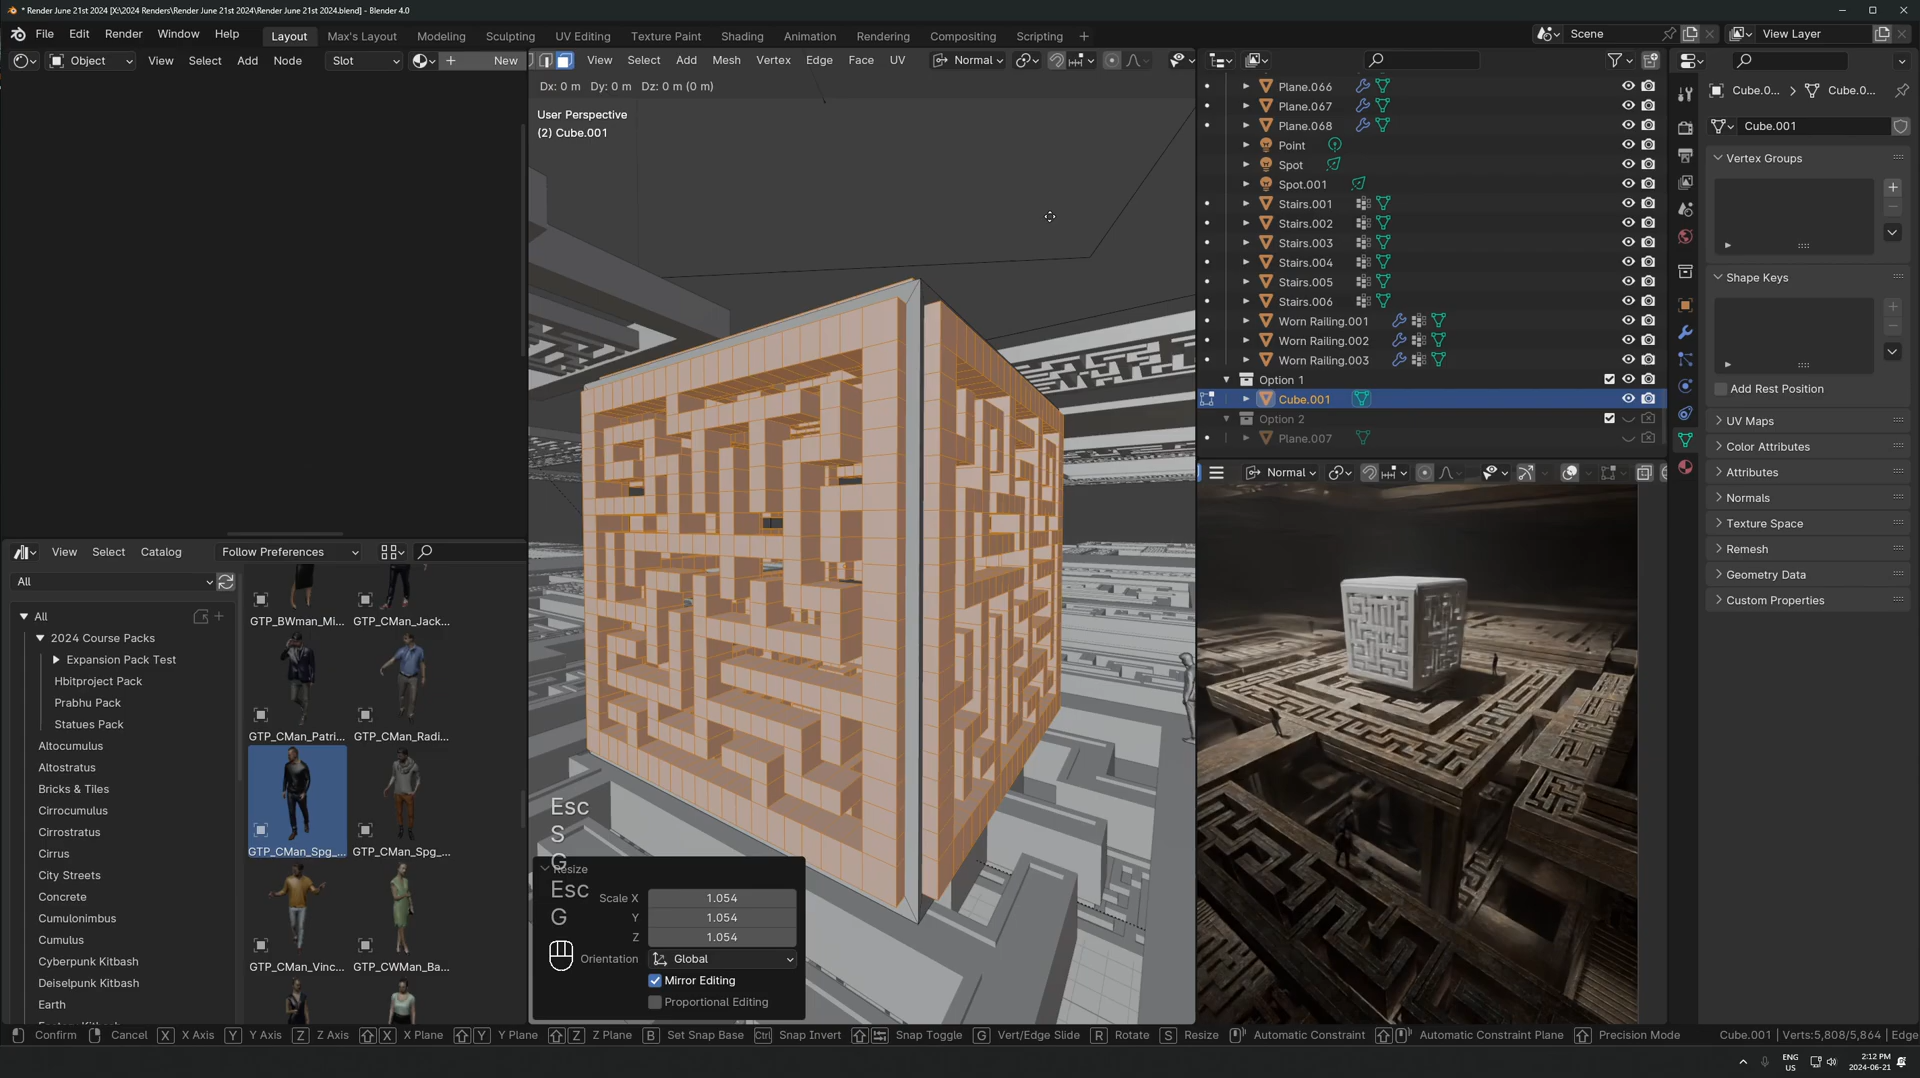 * Render June 21st 2024 [X:\2024 Renders\Render June 21st 2024\Render June 21st 2024.blend] - Blender 4.0
File Edit Render Window Help
Layout Max's Layout Modeling Sculpting UV Editing Texture Paint Shading Animation Rendering Compositing Scripting +
Scene
View Layer
Object View Select Add Node Slot New
View Select Add Mesh Vertex Edge Face UV Normal
Dx: 0 m Dy: 0 m Dz: 0 m (0 m)
User Perspective
(2) Cube.001
Esc
S
G
Esc
G
Resize
Scale X 1.054
Y 1.054
Z 1.054
Orientation Global
Mirror Editing
Proportional Editing
Plane.066
Plane.067
Plane.068
Point
Spot
Spot.001
Stairs.001
Stairs.002
Stairs.003
Stairs.004
Stairs.005
Stairs.006
Worn Railing.001
Worn Railing.002
Worn Railing.003
Option 1
Cube.001
Option 2
Plane.007
Normal
Cube.0... > Cube.0...
Cube.001
Vertex Groups
Shape Keys
Add Rest Position
UV Maps
Color Attributes
Attributes
Normals
Texture Space
Remesh
Geometry Data
Custom Properties
View Select Catalog Follow Preferences
All
All
2024 Course Packs
Expansion Pack Test
Hbitproject Pack
Prabhu Pack
Statues Pack
Altocumulus
Altostratus
Bricks & Tiles
Cirrocumulus
Cirrostratus
Cirrus
City Streets
Concrete
Cumulonimbus
Cumulus
Cyberpunk Kitbash
Deiselpunk Kitbash
Earth
GTP_BWman_Mi...
GTP_CMan_Jack...
GTP_CMan_Patri...
GTP_CMan_Radi...
GTP_CMan_Spg_...
GTP_CMan_Spg_...
GTP_CMan_Vinc...
GTP_CWMan_Ba...
Confirm Cancel X X Axis Y Y Axis Z Z Axis X X Plane Y Y Plane Z Z Plane B Set Snap Base Ctrl Snap Invert Snap Toggle G Vert/Edge Slide R Rotate S Resize Automatic Constraint Automatic Constraint Plane Precision Mode
Cube.001 | Verts:5,808/5,864 | Edge
ENG
US
2:12 PM
2024-06-21